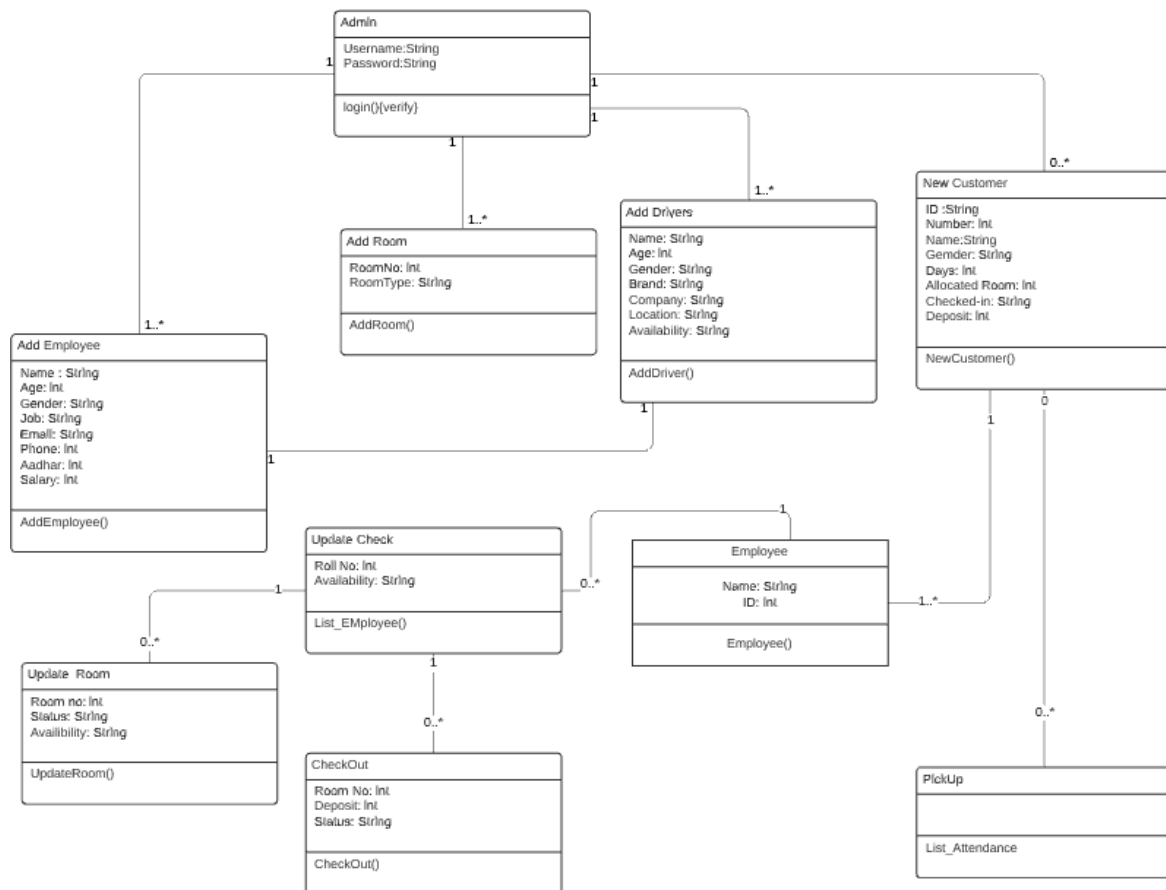 Admin
Username:String
Password:String
login(){verify}
1
1
1
1
1..*
1..*
0..*
1..*
Add Room
RoomNo: Int
RoomType: String
AddRoom()
Add Drivers
Name: String
Age: Int
Gender: String
Brand: String
Company: String
Location: String
Availability: String
AddDriver()
1
New Customer
ID :String
Number: Int
Name:String
Gemder: String
Days: Int
Allocated Room: Int
Checked-in: String
Deposit: Int
NewCustomer()
1
0
Add Employee
Name : String
Age: Int
Gender: String
Job: String
Email: String
Phone: Int
Aadhar: Int
Salary: Int
AddEmployee()
1
Update Check
Roll No: Int
Availability: String
List_EMployee()
1
0..*
1
1
Employee
Name: String
ID: Int
Employee()
1..*
0..*
Update Room
Room no: Int
Status: String
Availibility: String
UpdateRoom()
0..*
CheckOut
Room No: Int
Deposit: Int
Status: String
CheckOut()
0..*
PickUp
List_Attendance